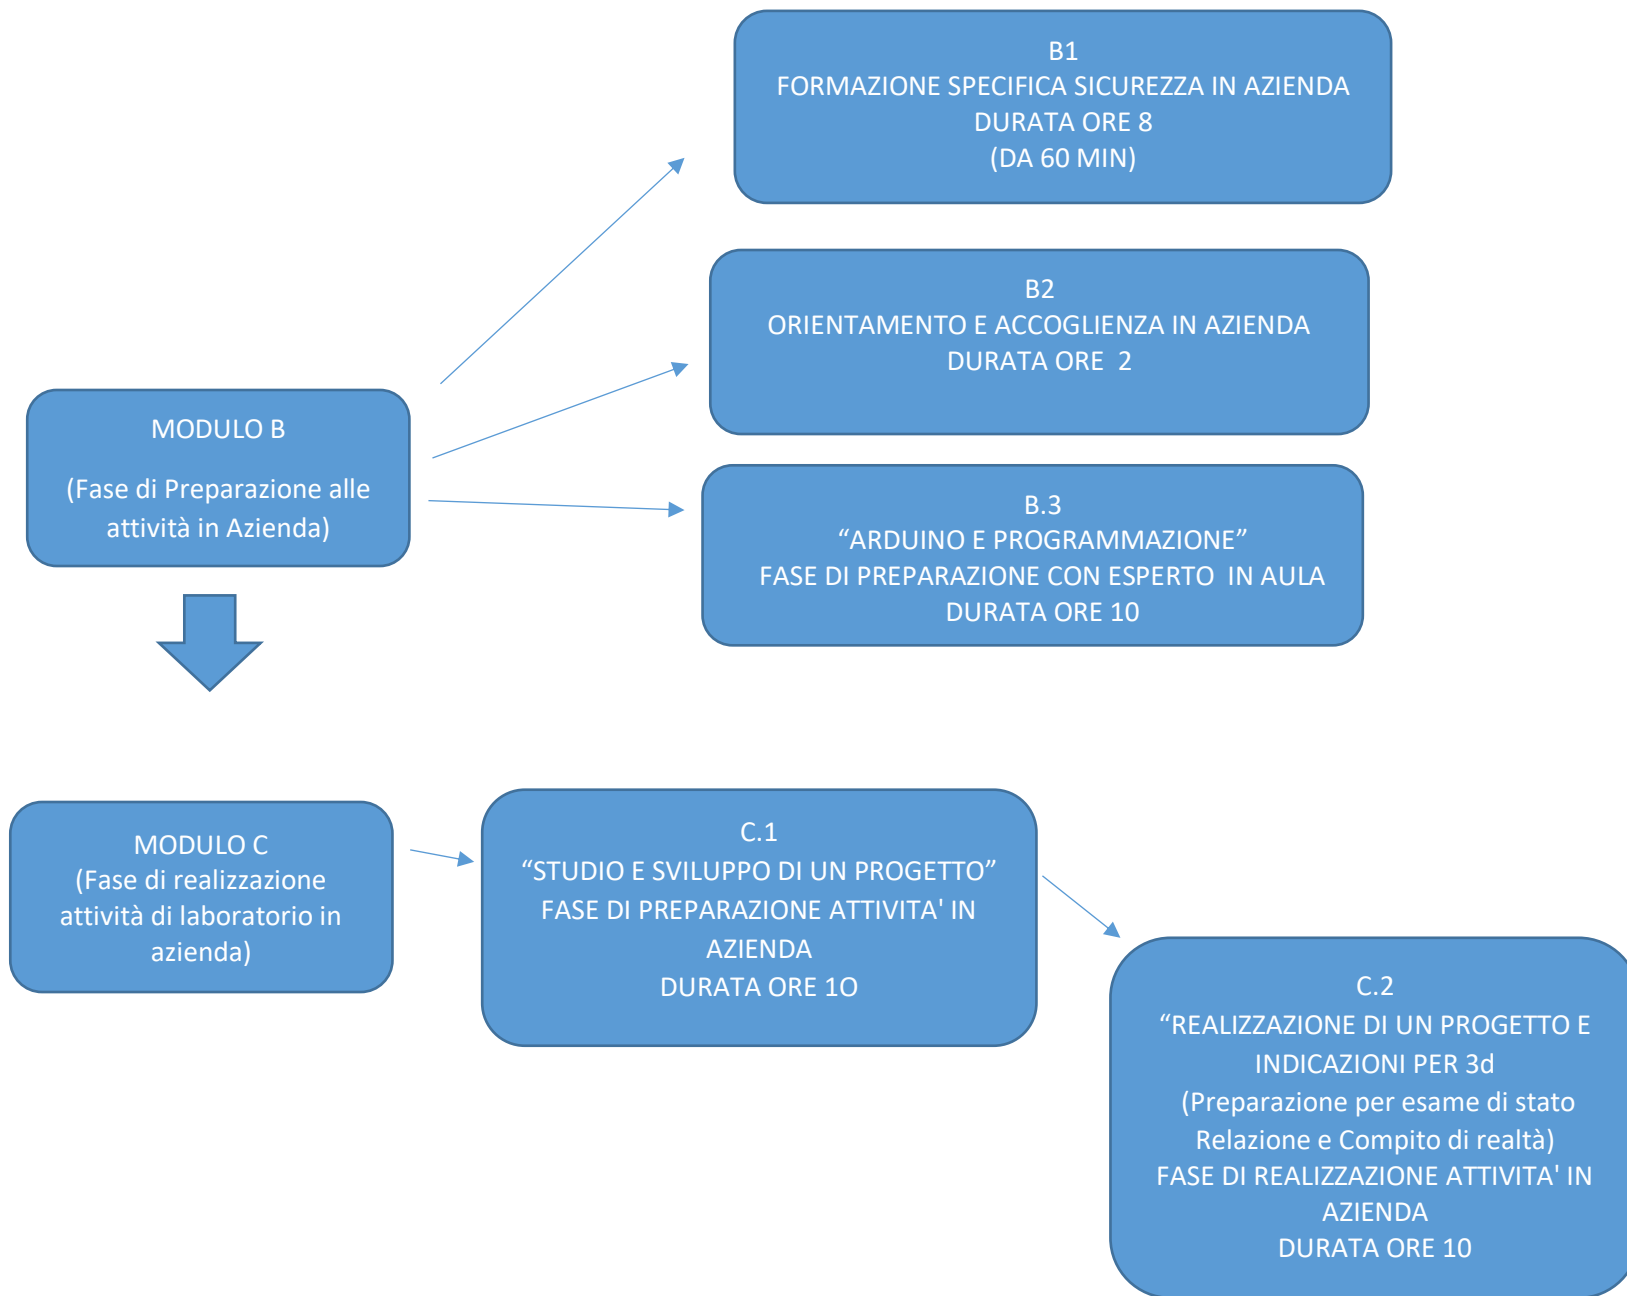 B1
FORMAZIONE SPECIFICA SICUREZZA IN AZIENDA
DURATA ORE 8
(DA 60 MIN)
B2
ORIENTAMENTO E ACCOGLIENZA IN AZIENDA
DURATA ORE  2
MODULO B
(Fase di Preparazione alle
attività in Azienda)
B.3
“ARDUINO E PROGRAMMAZIONE”
FASE DI PREPARAZIONE CON ESPERTO  IN AULA
DURATA ORE 10
MODULO C
(Fase di realizzazione
attività di laboratorio in
azienda)
C.1
“STUDIO E SVILUPPO DI UN PROGETTO”
FASE DI PREPARAZIONE ATTIVITA' IN
AZIENDA
DURATA ORE 1O
C.2
“REALIZZAZIONE DI UN PROGETTO E
INDICAZIONI PER 3d
(Preparazione per esame di stato
Relazione e Compito di realtà)
FASE DI REALIZZAZIONE ATTIVITA' IN
AZIENDA
DURATA ORE 10